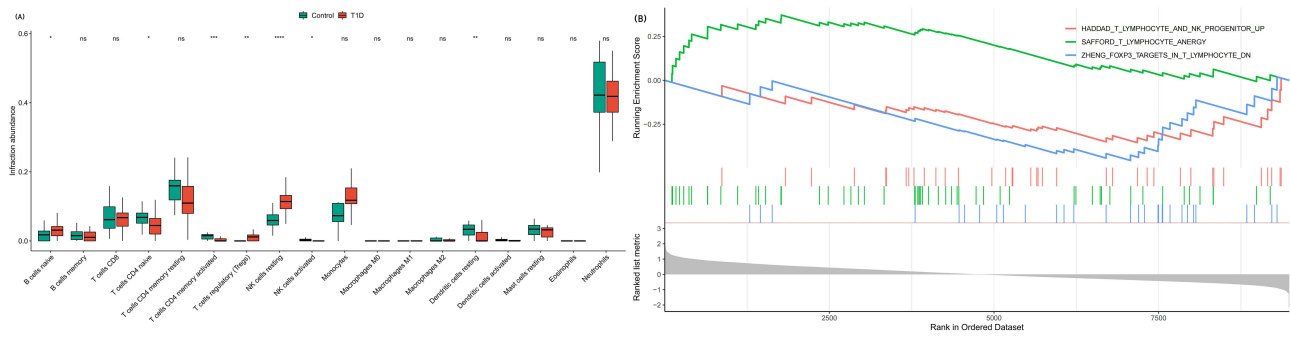 (A)
Control T1D
0.6
0.4
0.2
0.0
Infraction abundance
* ns ns * ns *** ** **** * ns ns ns ns ** ns ns ns ns
B cells naive
B cells memory
T cells CD8
T cells CD4 naive
T cells CD4 memory resting
T cells CD4 memory activated
T cells regulatory (Tregs)
NK cells resting
NK cells activated
Monocytes
Macrophages M0
Macrophages M1
Macrophages M2
Dendritic cells resting
Dendritic cells activated
Mast cells resting
Eosinophils
Neutrophils
(B)
Running Enrichment Score
0.25
0.00
−0.25
HADDAD_T_LYMPHOCYTE_AND_NK_PROGENITOR_UP
SAFFORD_T_LYMPHOCYTE_ANERGY
ZHENG_FOXP3_TARGETS_IN_T_LYMPHOCYTE_DN
Ranked list metric
3
2
1
0
−1
−2
2500 5000 7500
Rank in Ordered Dataset